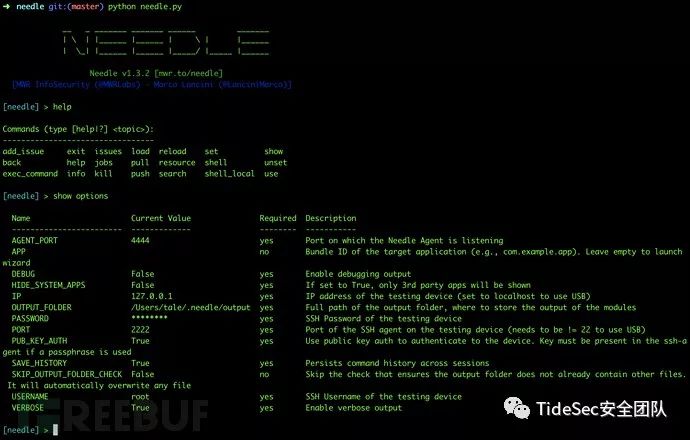 → needle git:(master) python needle.py
NEEDLE
Needle v1.3.2 [mwr.to/needle]
[MWR InfoSecurity (@MWRLabs) - Marco Lancini (@LanciniMarco)]
[needle] > help
Commands (type [help|?] <topic>):
---------------------------------
add_issue exit issues load reload set show
back help jobs pull resource shell unset
exec_command info kill push search shell_local use
[needle] > show options
Name Current Value Required Description
------------------------ ------------- -------- -----------
AGENT_PORT 4444 yes Port on which the Needle Agent is listening
APP no Bundle ID of the target application (e.g., com.example.app). Leave empty to launch
wizard
DEBUG False yes Enable debugging output
HIDE_SYSTEM_APPS False yes If set to True, only 3rd party apps will be shown
IP 127.0.0.1 yes IP address of the testing device (set to localhost to use USB)
OUTPUT_FOLDER /Users/tale/.needle/output yes Full path of the output folder, where to store the output of the modules
PASSWORD ******** yes SSH Password of the testing device
PORT 2222 yes Port of the SSH agent on the testing device (needs to be != 22 to use USB)
PUB_KEY_AUTH True yes Use public key auth to authenticate to the device. Key must be present in the ssh-a
gent if a passphrase is used
SAVE_HISTORY True yes Persists command history across sessions
SKIP_OUTPUT_FOLDER_CHECK False no Skip the check that ensures the output folder does not already contain other files.
It will automatically overwrite any file
USERNAME root yes SSH Username of the testing device
VERBOSE True yes Enable verbose output
[needle] >
FREEBUF
TideSec安全团队